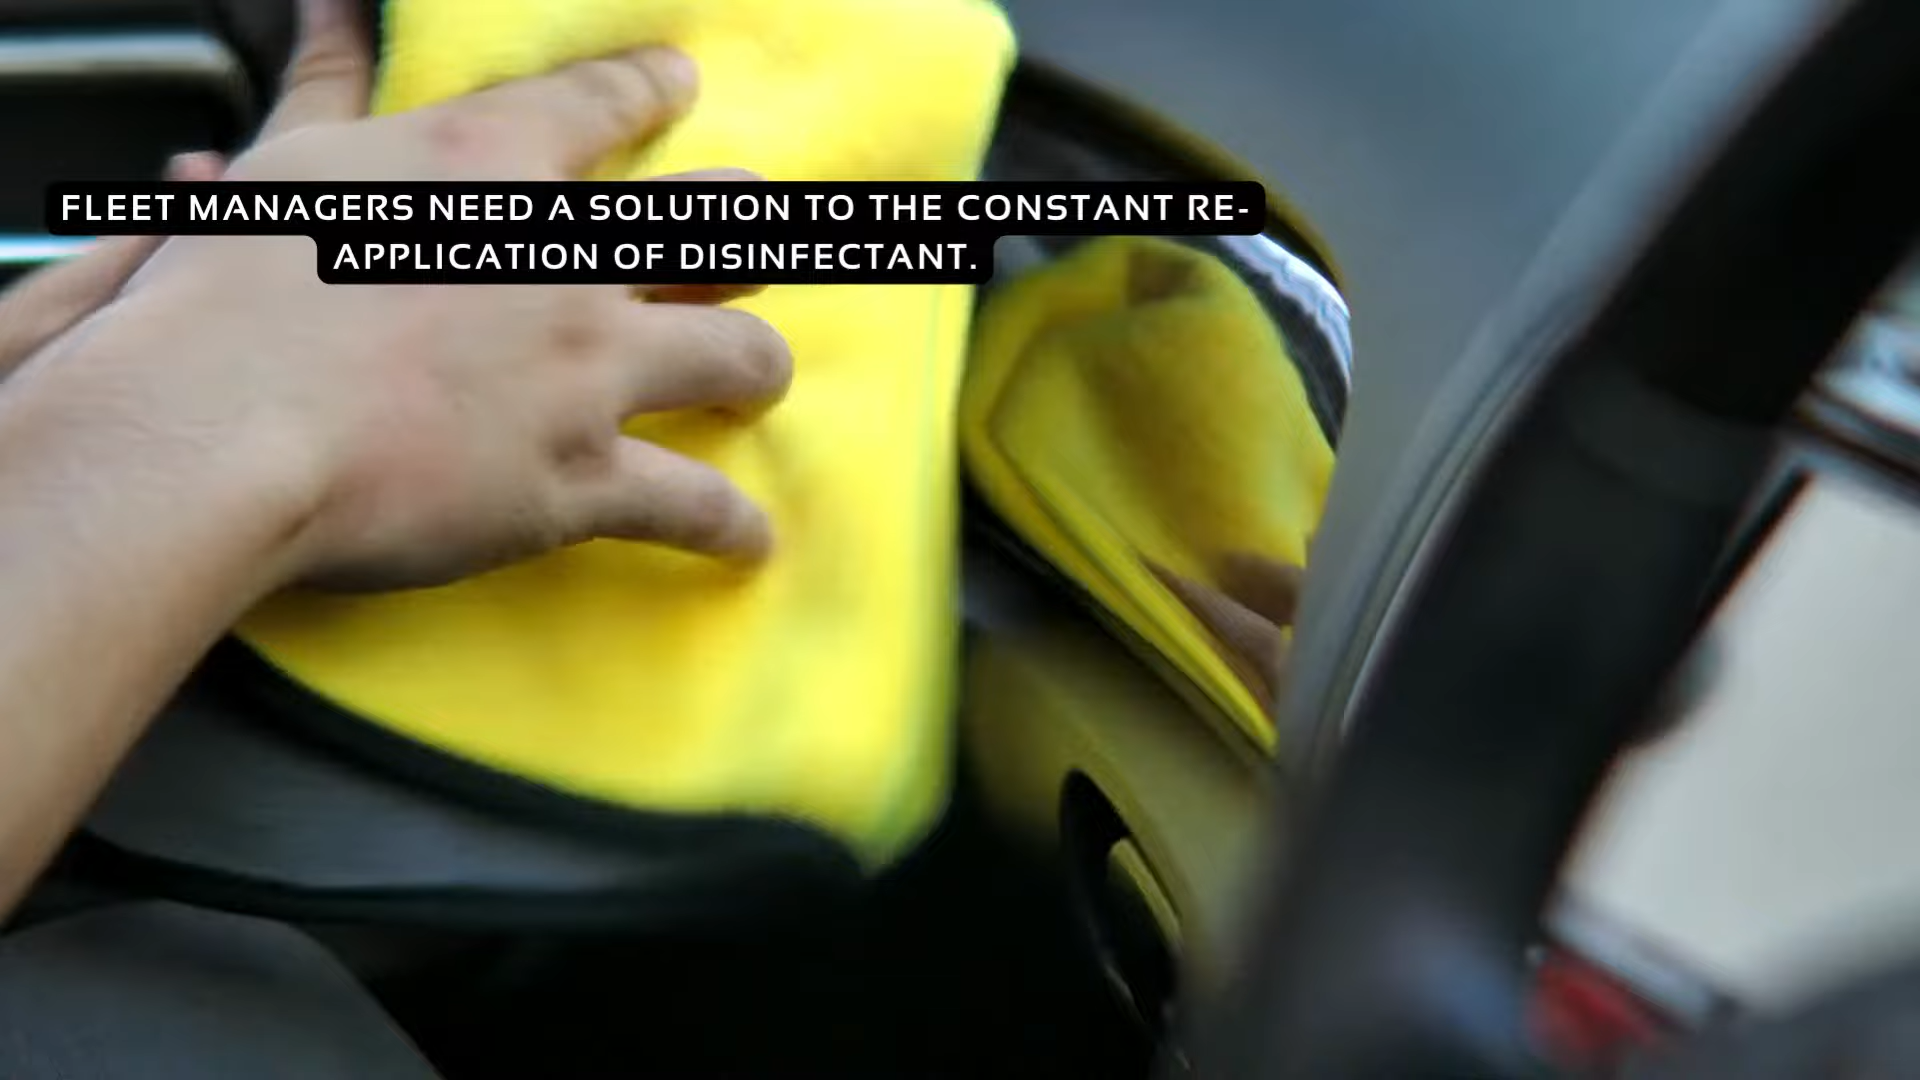 FLEET MANAGERS NEED A SOLUTION TO THE CONSTANT RE-
APPLICATION OF DISINFECTANT.